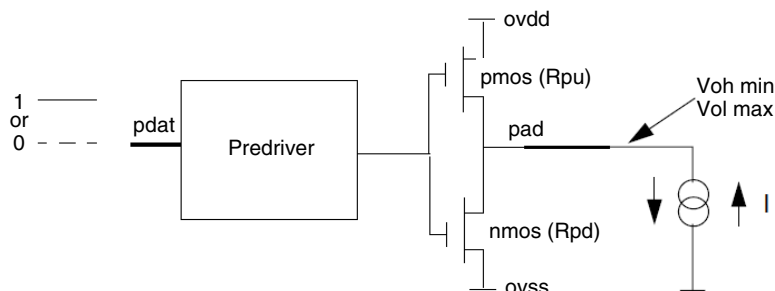 ovdd
pmos (Rpu)
Voh min
Vol max
1
or
0
pdat
Predriver
pad
I
nmos (Rpd)
ovss